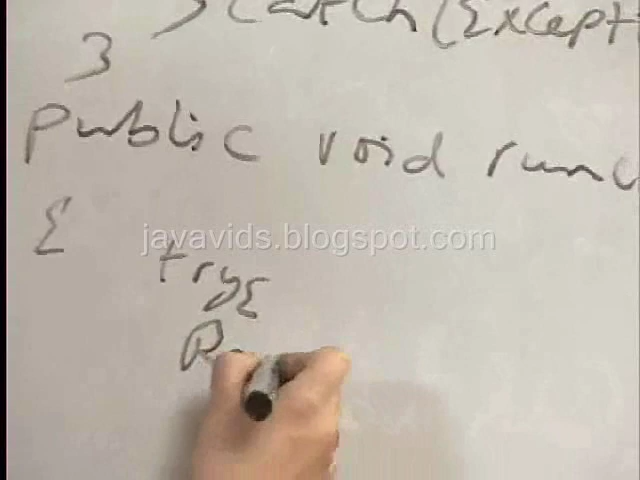 } catch (Except
}
public void run(
{
javavids.blogspot.com
try {